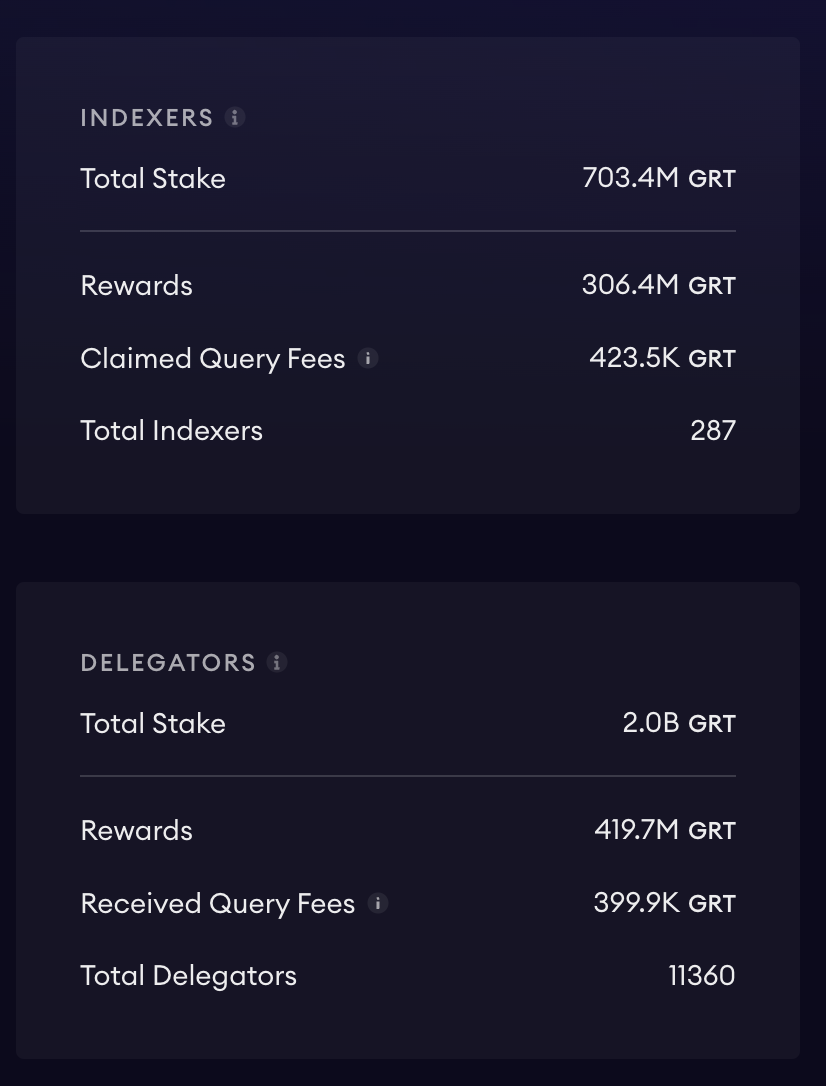 INDEXERS
Total Stake 703.4M GRT
Rewards 306.4M GRT
Claimed Query Fees 423.5K GRT
Total Indexers 287
DELEGATORS
Total Stake 2.0B GRT
Rewards 419.7M GRT
Received Query Fees 399.9K GRT
Total Delegators 11360